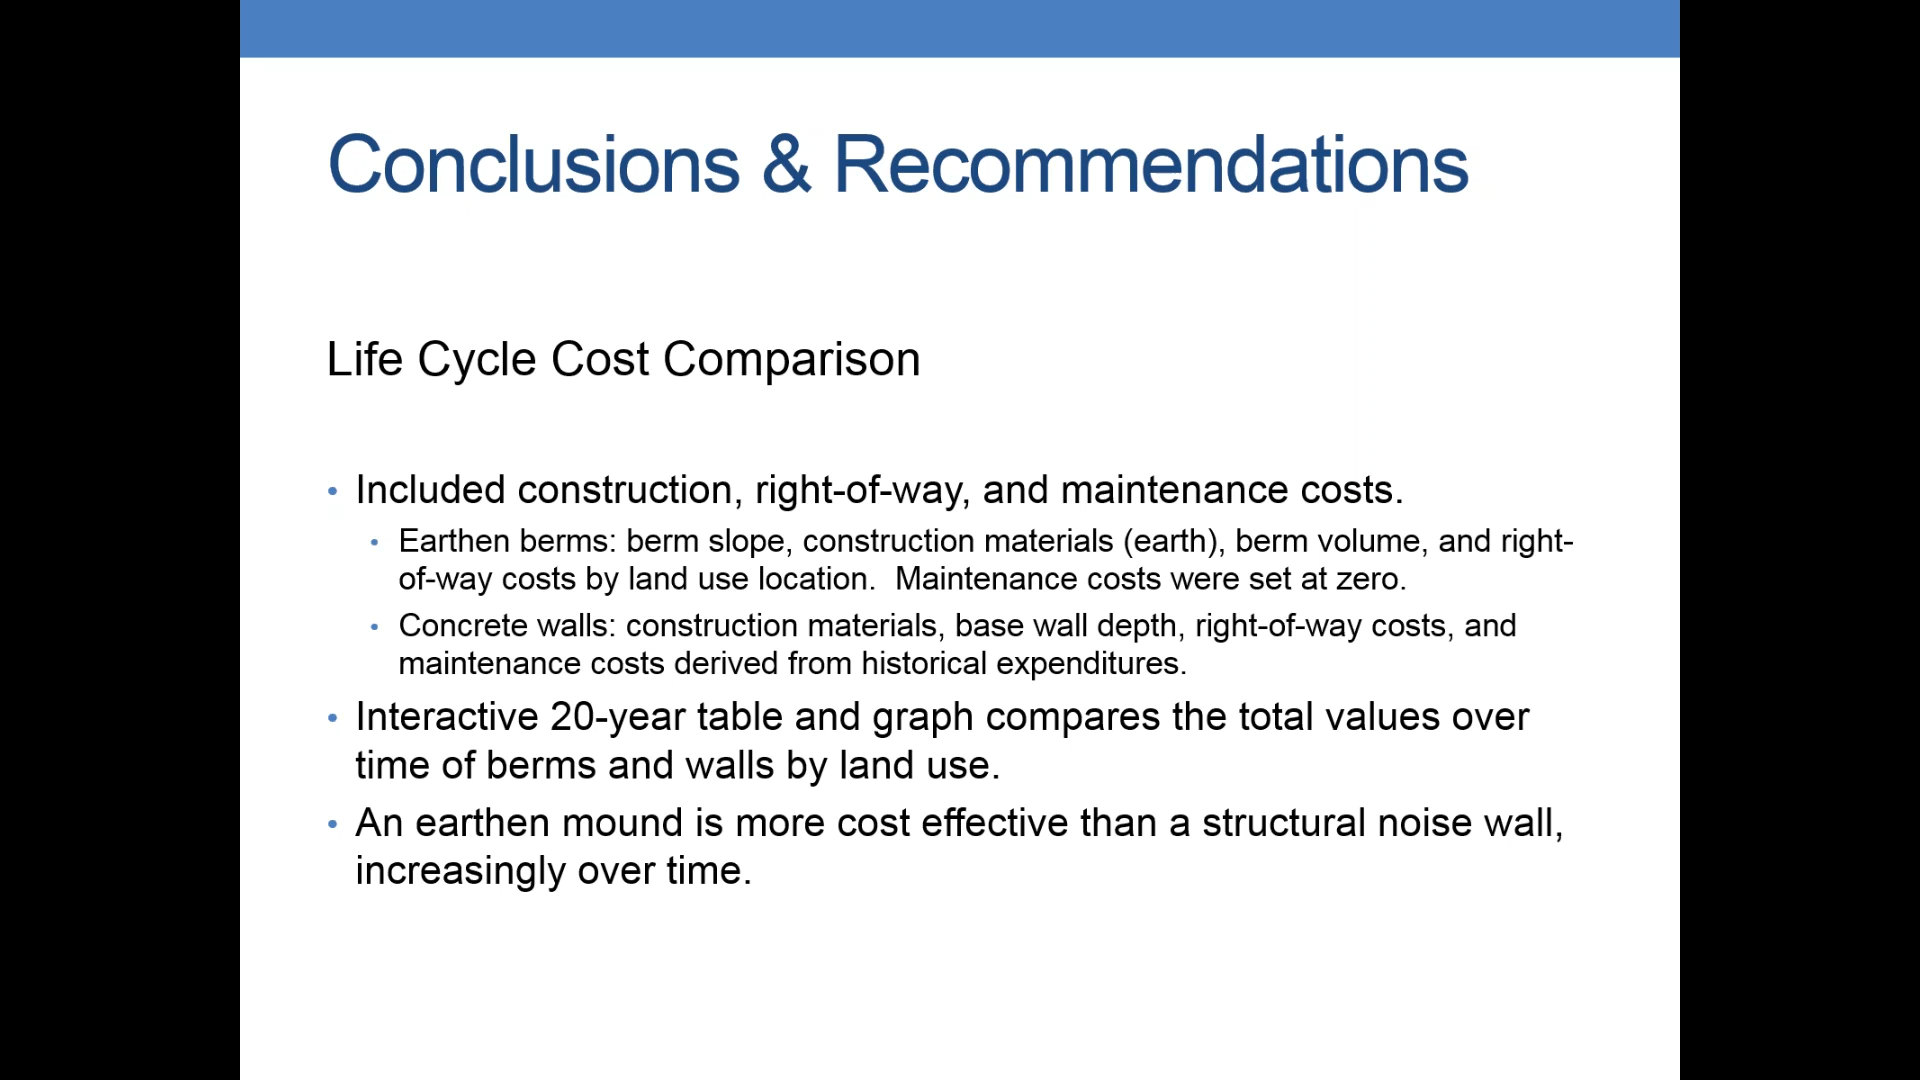 Conclusions & Recommendations
Life Cycle Cost Comparison
• Included construction, right-of-way, and maintenance costs.
• Earthen berms: berm slope, construction materials (earth), berm volume, and right-
of-way costs by land use location.  Maintenance costs were set at zero.
• Concrete walls: construction materials, base wall depth, right-of-way costs, and
maintenance costs derived from historical expenditures.
• Interactive 20-year table and graph compares the total values over
time of berms and walls by land use.
• An earthen mound is more cost effective than a structural noise wall,
increasingly over time.